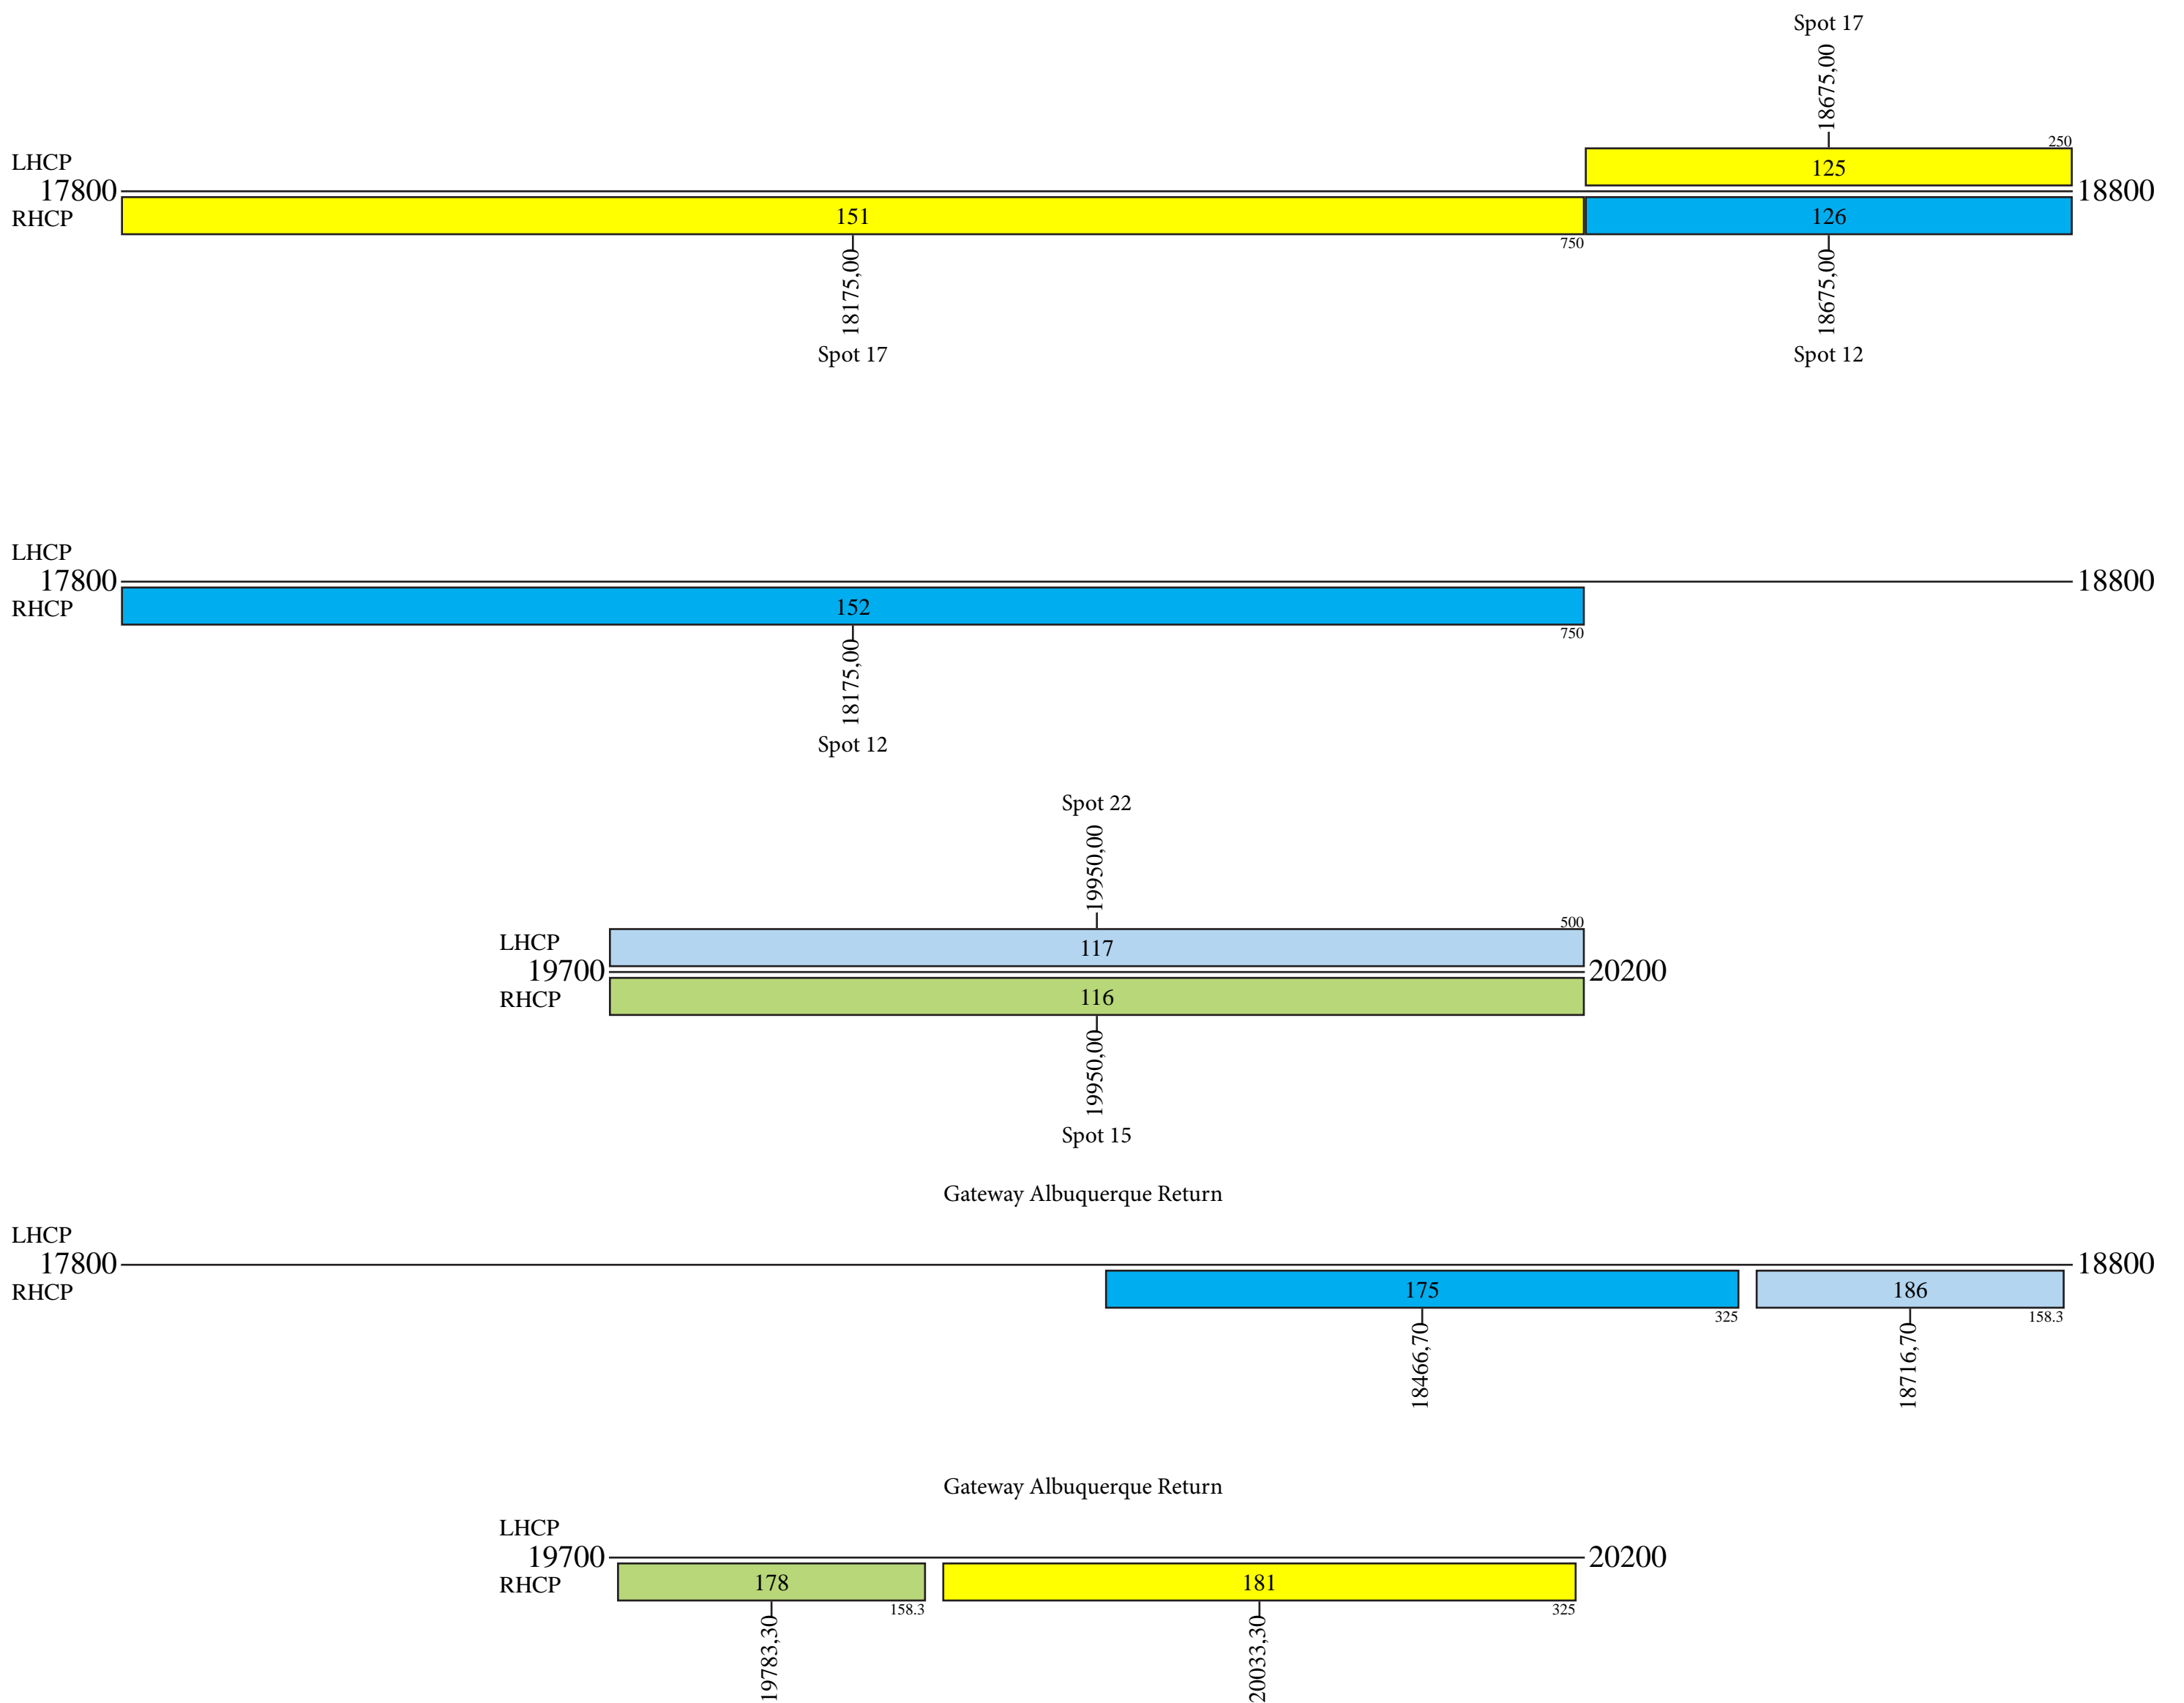 Spot 17
18675,00
250
LHCP
125
17800
18800
RHCP
151
126
750
18175,00
18675,00
Spot 17
Spot 12
LHCP
17800
18800
RHCP
152
750
18175,00
Spot 12
Spot 22
19950,00
500
LHCP
117
19700
20200
RHCP
116
19950,00
Spot 15
Gateway Albuquerque Return
LHCP
17800
18800
RHCP
175
186
325
158.3
18466,70
18716,70
Gateway Albuquerque Return
LHCP
19700
20200
RHCP
178
181
158.3
325
19783,30
20033,30